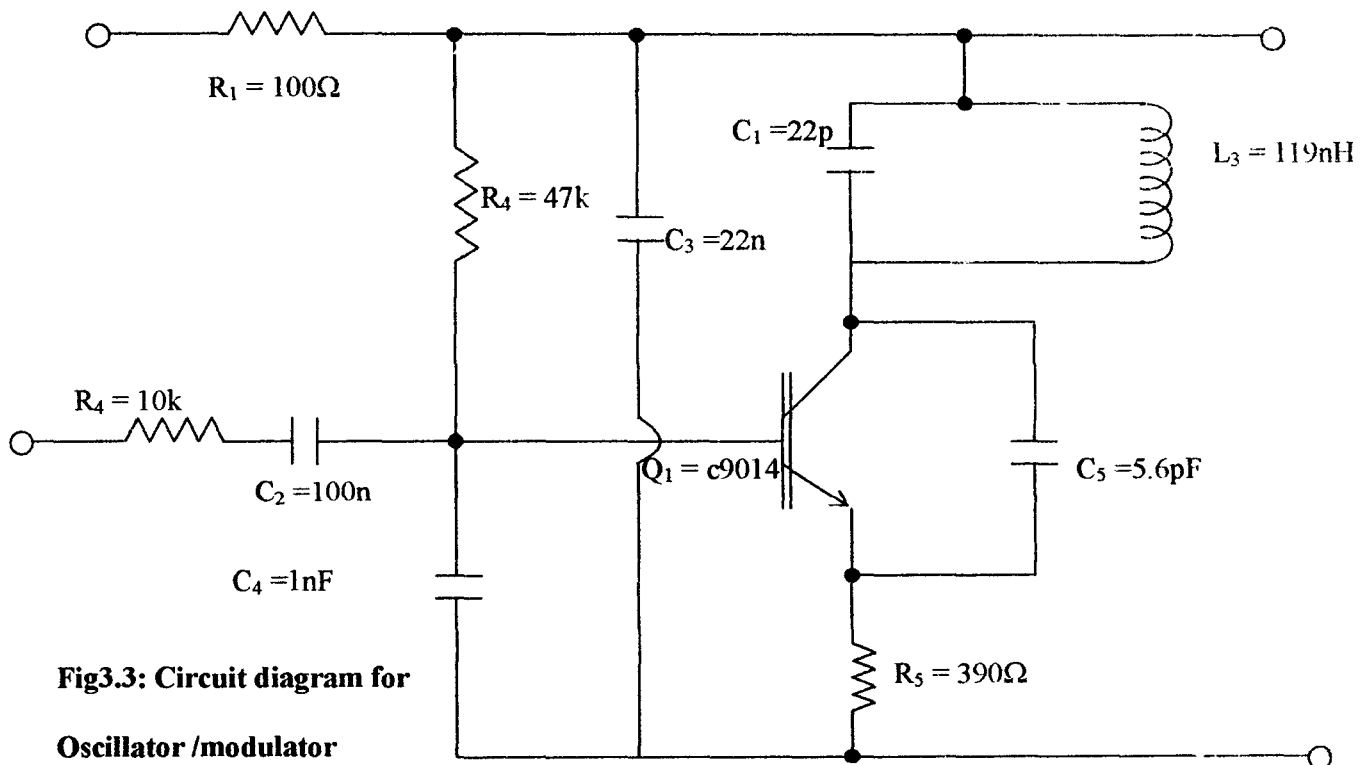 R₁ = 100Ω
C₁ =22p
L₃ = 119nH
R₄ = 47k
C₃ =22n
R₄ = 10k
C₂ =100n
Q₁ = c9014
C₅ =5.6pF
C₄ =1nF
R₅ = 390Ω
Fig3.3: Circuit diagram for
Oscillator /modulator